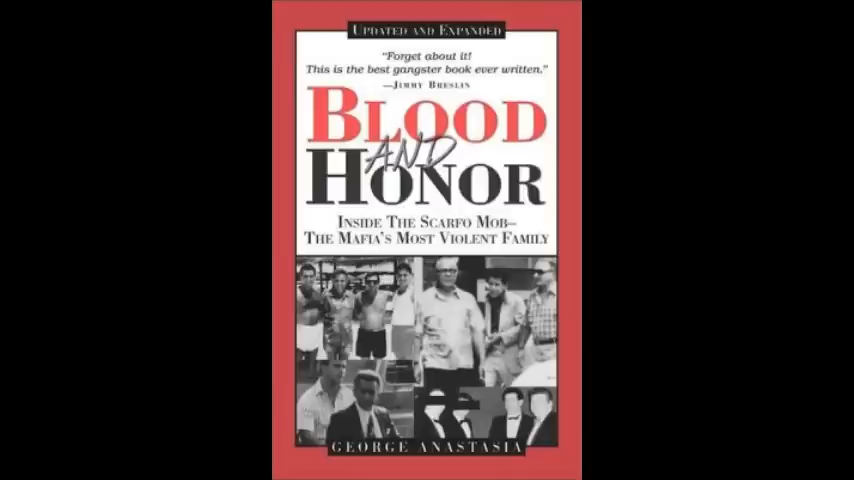 UPDATED AND EXPANDED
“Forget about it!
This is the best gangster book ever written.”
—JIMMY BRESLIN
BLOOD
AND
HONOR
INSIDE THE SCARFO MOB–
THE MAFIA'S MOST VIOLENT FAMILY
GEORGE ANASTASIA